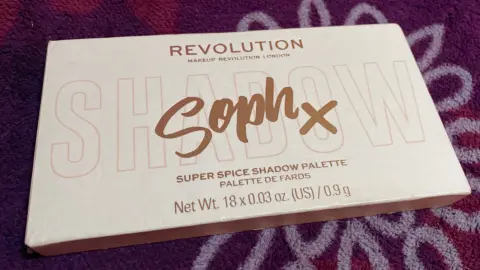 REVOLUTION
MAKEUP REVOLUTION LONDON
SHADOW
Soph x
SUPER SPICE SHADOW PALETTE
PALETTE DE FARDS
Net Wt. 18 x 0.03 oz. (US) / 0.9 g